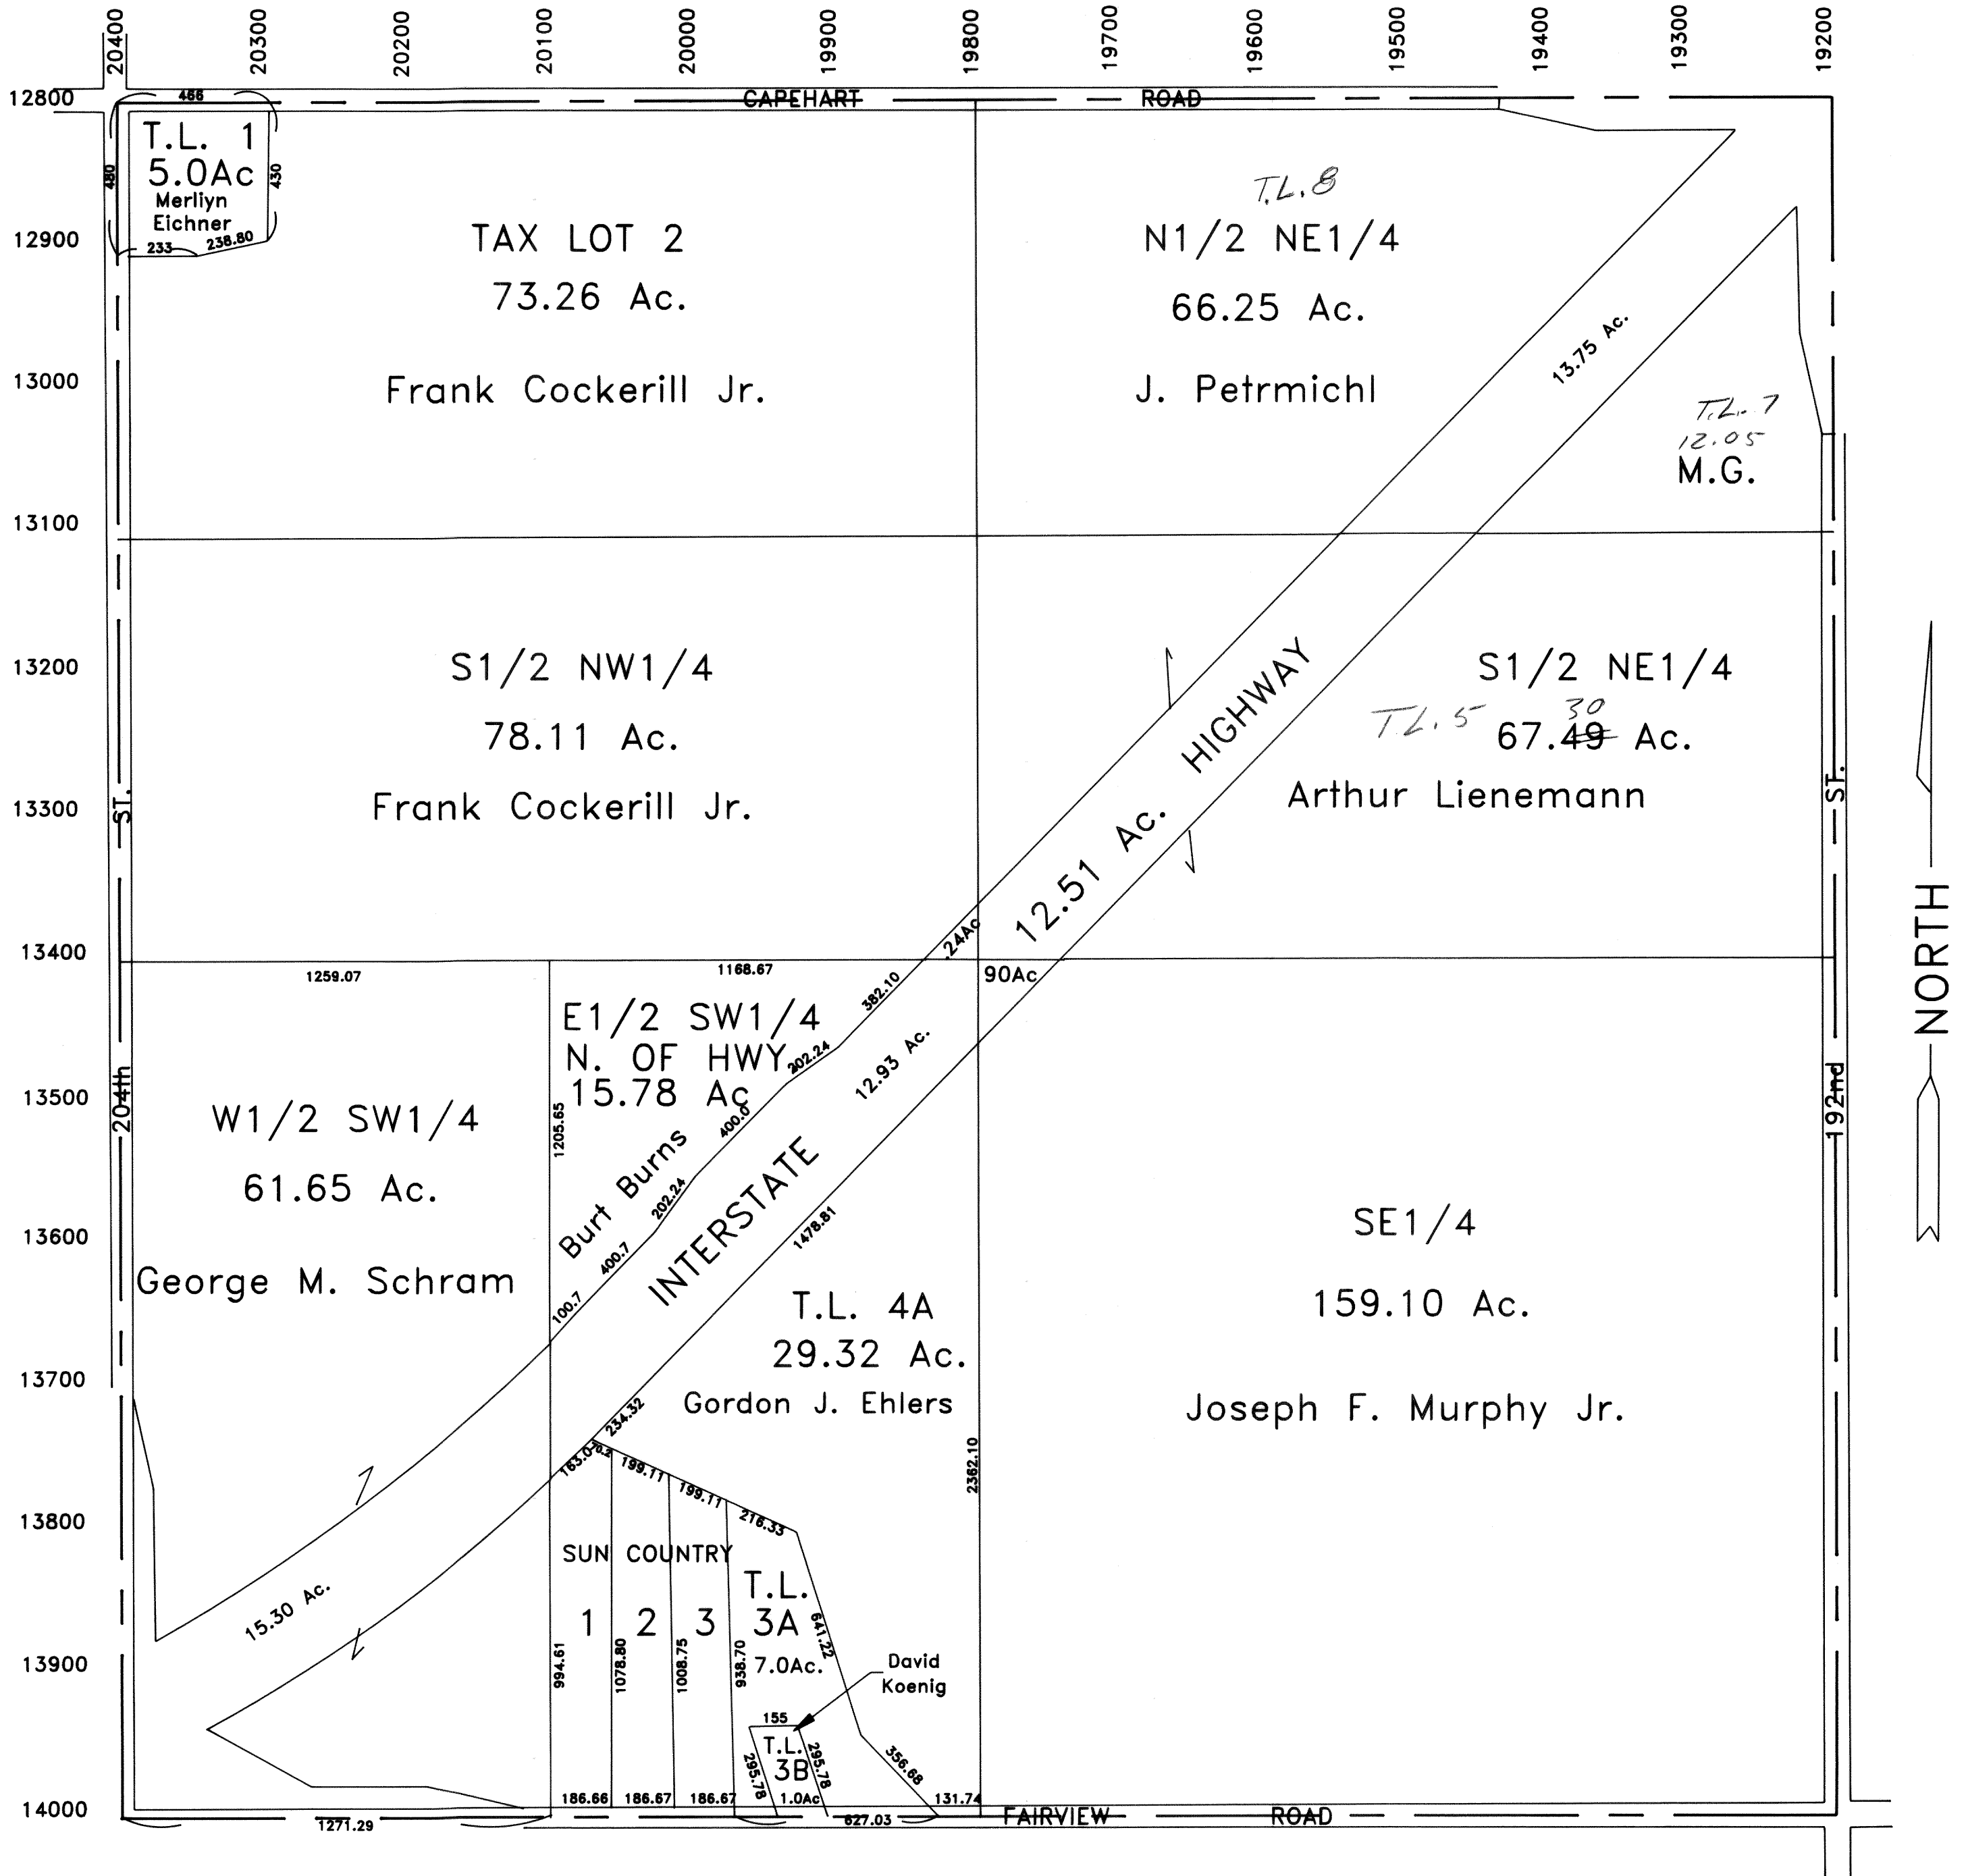 20400 20300 20200 20100 20000 19900 19800 19700 19600 19500 19400 19300 19200
12800
12900
13000
13100
13200
13300
13400
13500
13600
13700
13800
13900
14000
CAPEHART ROAD
466
T.L. 1
5.0Ac
Merliyn
Eichner
480
430
233
238.80
TAX LOT 2
73.26 Ac.
Frank Cockerill Jr.
T.L. 8
N1/2 NE1/4
66.25 Ac.
J. Petrmichl
13.75 Ac.
T.L. 7
12.05
M.G.
S1/2 NW1/4
78.11 Ac.
Frank Cockerill Jr.
S1/2 NE1/4
T.L. 5
30
67.49 Ac.
Arthur Lienemann
HIGHWAY
12.51 Ac.
.24Ac
90Ac
204th ST.
192nd ST.
NORTH
1259.07
1168.67
382.10
E1/2 SW1/4
N. OF HWY
15.78 Ac
202.24
400.0
202.24
400.7
100.7
1205.65
Burt Burns
12.93 Ac.
INTERSTATE
1478.81
W1/2 SW1/4
61.65 Ac.
George M. Schram
T.L. 4A
29.32 Ac.
Gordon J. Ehlers
SE1/4
159.10 Ac.
Joseph F. Murphy Jr.
2362.10
234.32
163.0
70.2
199.11
199.11
216.33
SUN COUNTRY
1 2 3
T.L.
3A
7.0Ac.
641.22
994.61
1078.80
1008.75
938.70
David
Koenig
155
T.L.
3B
1.0Ac
295.78
295.78
356.68
15.30 Ac.
186.66
186.67
186.67
131.74
1271.29
627.03
FAIRVIEW ROAD